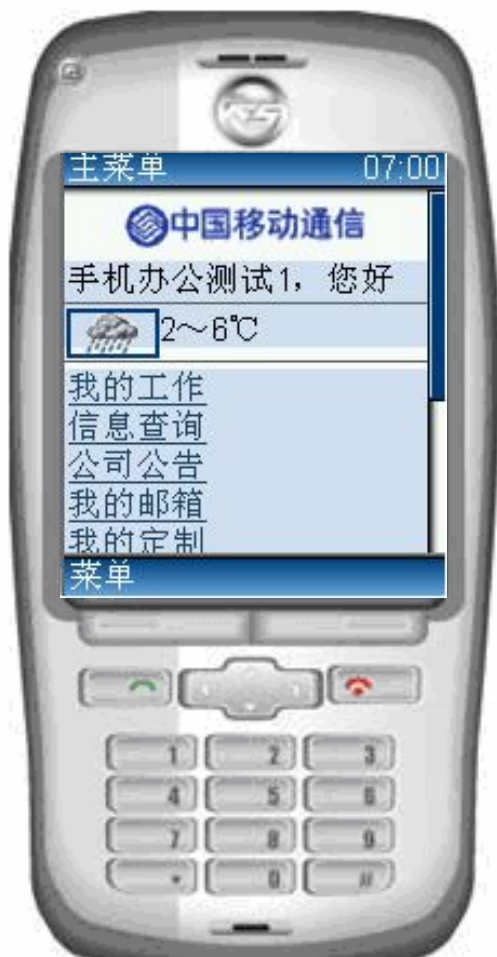 主菜单 07:00
中国移动通信
手机办公测试1，您好
2～6℃
我的工作
信息查询
公司公告
我的邮箱
我的定制
菜单
1 2 3
4 5 6
7 8 9
* 0 #